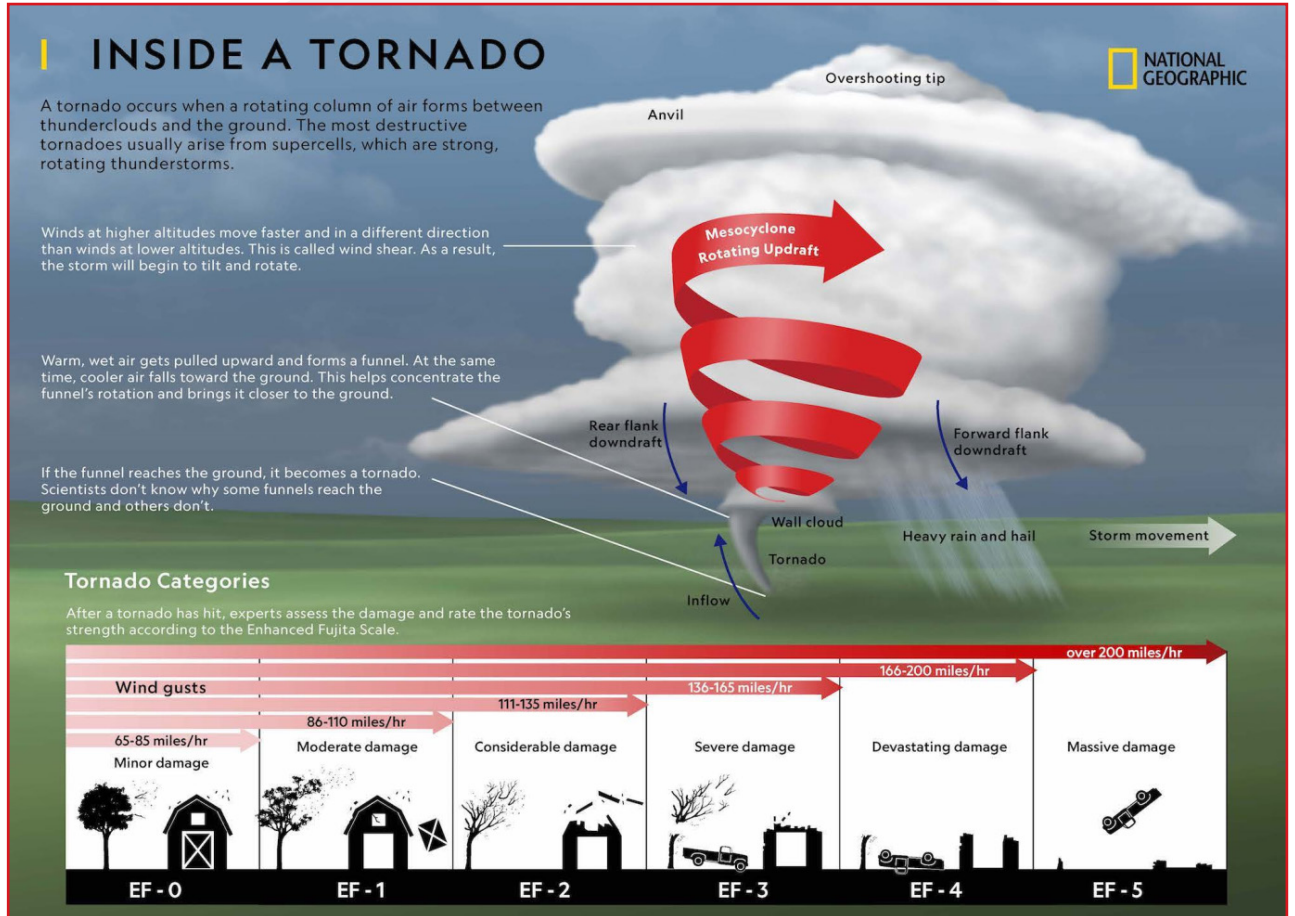 INSIDE A TORNADO
NATIONAL
GEOGRAPHIC
A tornado occurs when a rotating column of air forms between
thunderclouds and the ground. The most destructive
tornadoes usually arise from supercells, which are strong,
rotating thunderstorms.
Overshooting tip
Anvil
Winds at higher altitudes move faster and in a different direction
than winds at lower altitudes. This is called wind shear. As a result,
the storm will begin to tilt and rotate.
Mesocyclone
Rotating Updraft
Warm, wet air gets pulled upward and forms a funnel. At the same
time, cooler air falls toward the ground. This helps concentrate the
funnel's rotation and brings it closer to the ground.
Rear flank
downdraft
Forward flank
downdraft
If the funnel reaches the ground, it becomes a tornado.
Scientists don't know why some funnels reach the
ground and others don't.
Wall cloud
Heavy rain and hail
Storm movement
Tornado
Inflow
Tornado Categories
After a tornado has hit, experts assess the damage and rate the tornado's
strength according to the Enhanced Fujita Scale.
over 200 miles/hr
166-200 miles/hr
Wind gusts
136-165 miles/hr
111-135 miles/hr
86-110 miles/hr
65-85 miles/hr
Minor damage
Moderate damage
Considerable damage
Severe damage
Devastating damage
Massive damage
EF - 0
EF - 1
EF - 2
EF - 3
EF - 4
EF - 5